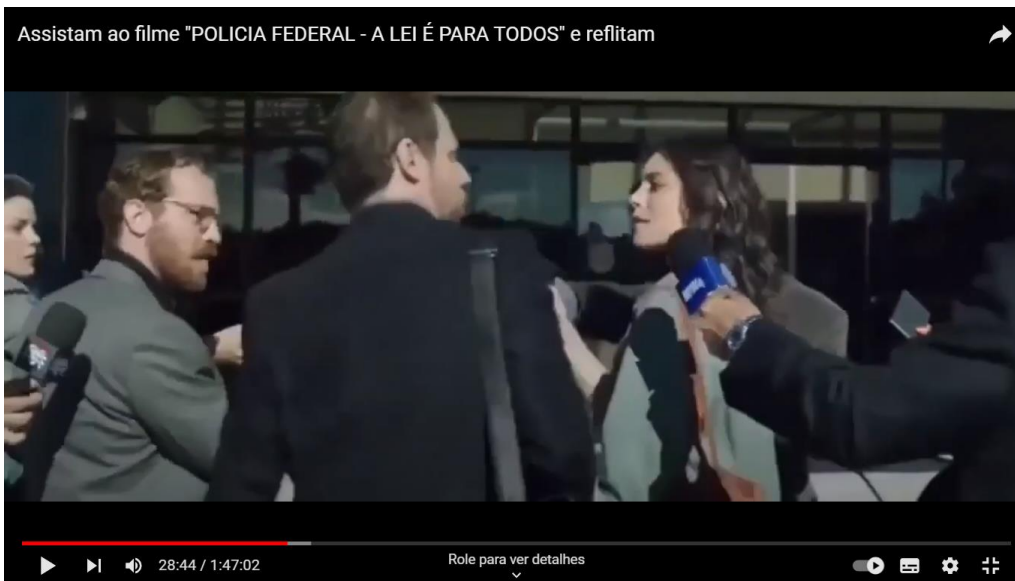 Assistam ao filme "POLICIA FEDERAL - A LEI É PARA TODOS" e reflitam
28:44 / 1:47:02
Role para ver detalhes